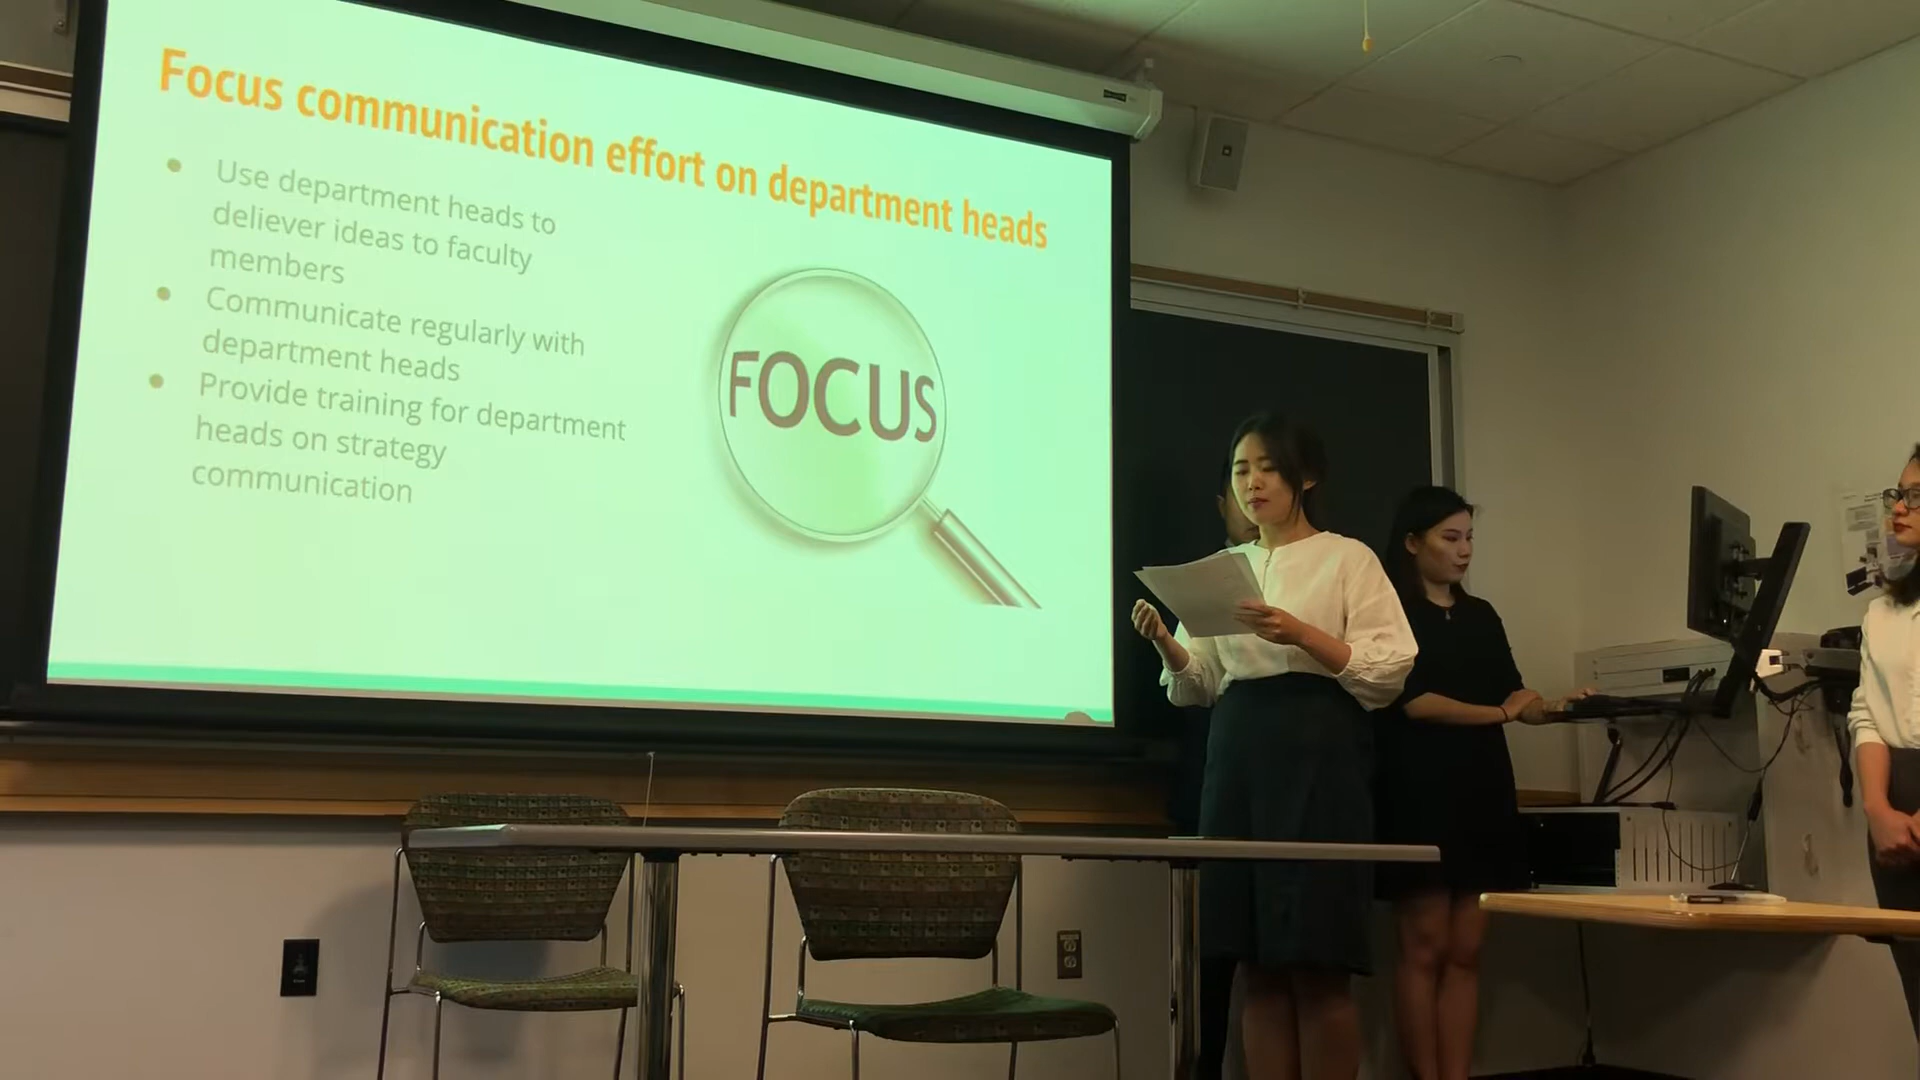 Focus communication effort on department heads
Use department heads to
deliever ideas to faculty
members
Communicate regularly with
department heads
Provide training for department
heads on strategy
communication
FOCUS